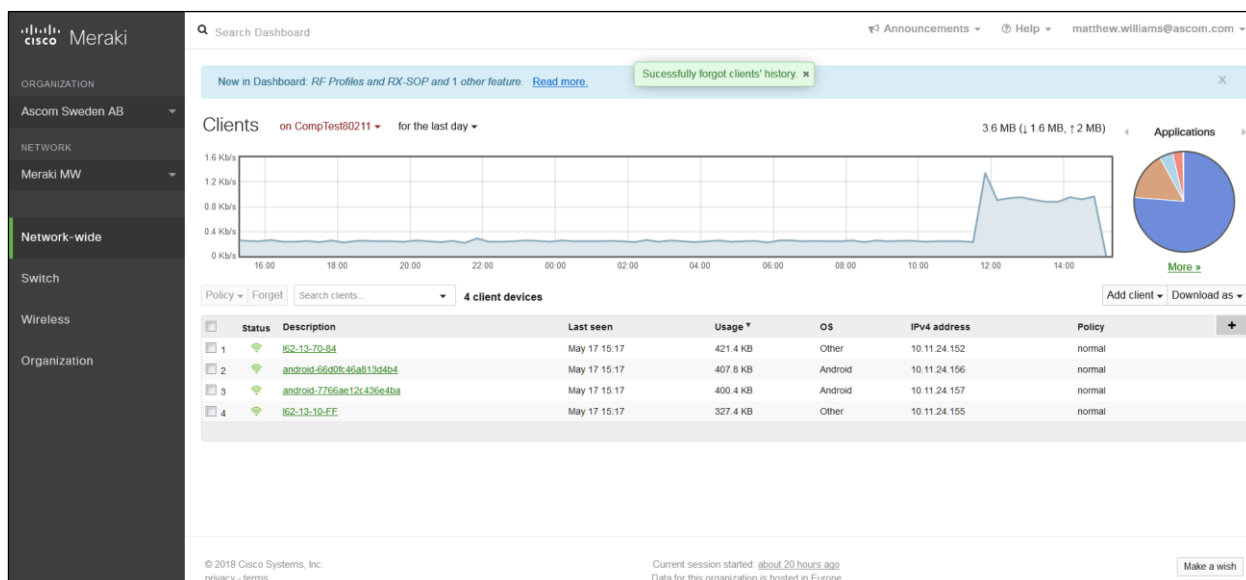 cisco Meraki
Search Dashboard
Announcements
Help
matthew.williams@ascom.com
ORGANIZATION
Ascom Sweden AB
NETWORK
Meraki MW
Network-wide
Switch
Wireless
Organization
New in Dashboard: RF Profiles and RX-SOP and 1 other feature. Read more.
Sucessfully forgot clients' history. ×
×
Clients on CompTest80211 for the last day
3.6 MB (↓ 1.6 MB, ↑ 2 MB)
Applications
1.6 Kb/s
1.2 Kb/s
0.8 Kb/s
0.4 Kb/s
0 Kb/s
16:00 18:00 20:00 22:00 00:00 02:00 04:00 06:00 08:00 10:00 12:00 14:00
More »
Policy Forget Search clients... 4 client devices Add client Download as
Status Description Last seen Usage OS IPv4 address Policy +
1 i62-13-70-84 May 17 15:17 421.4 KB Other 10.11.24.152 normal
2 android-66d0fc46a813d4b4 May 17 15:17 407.8 KB Android 10.11.24.156 normal
3 android-7766ae12c436e4ba May 17 15:17 400.4 KB Android 10.11.24.157 normal
4 i62-13-10-FF May 17 15:17 327.4 KB Other 10.11.24.155 normal
© 2018 Cisco Systems, Inc.
privacy - terms
Current session started: about 20 hours ago
Data for this organization is hosted in Europe
Make a wish